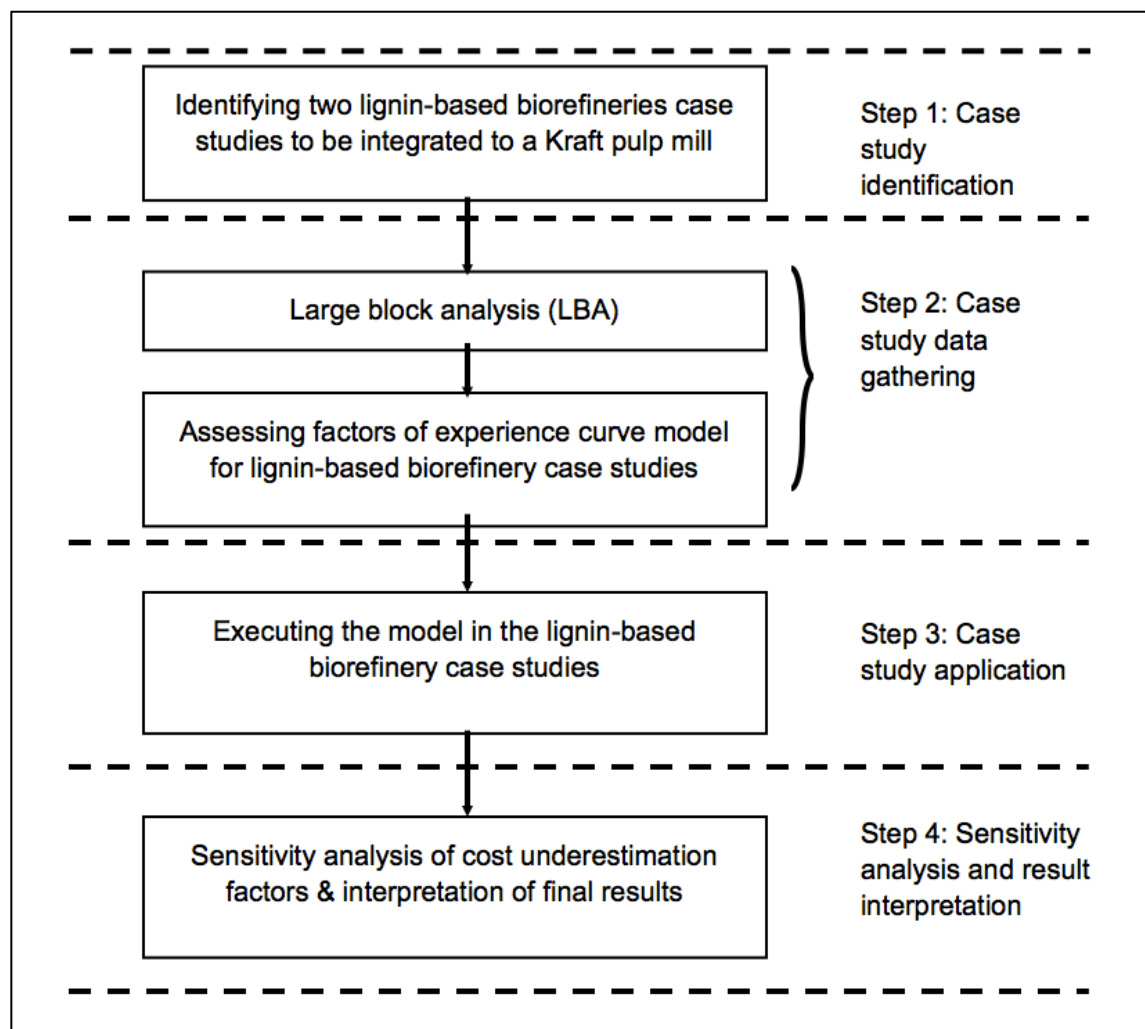 Identifying two lignin-based biorefineries case
studies to be integrated to a Kraft pulp mill
Step 1: Case
study
identification
Large block analysis (LBA)
Assessing factors of experience curve model
for lignin-based biorefinery case studies
Step 2: Case
study data
gathering
Executing the model in the lignin-based
biorefinery case studies
Step 3: Case
study application
Sensitivity analysis of cost underestimation
factors & interpretation of final results
Step 4: Sensitivity
analysis and result
interpretation